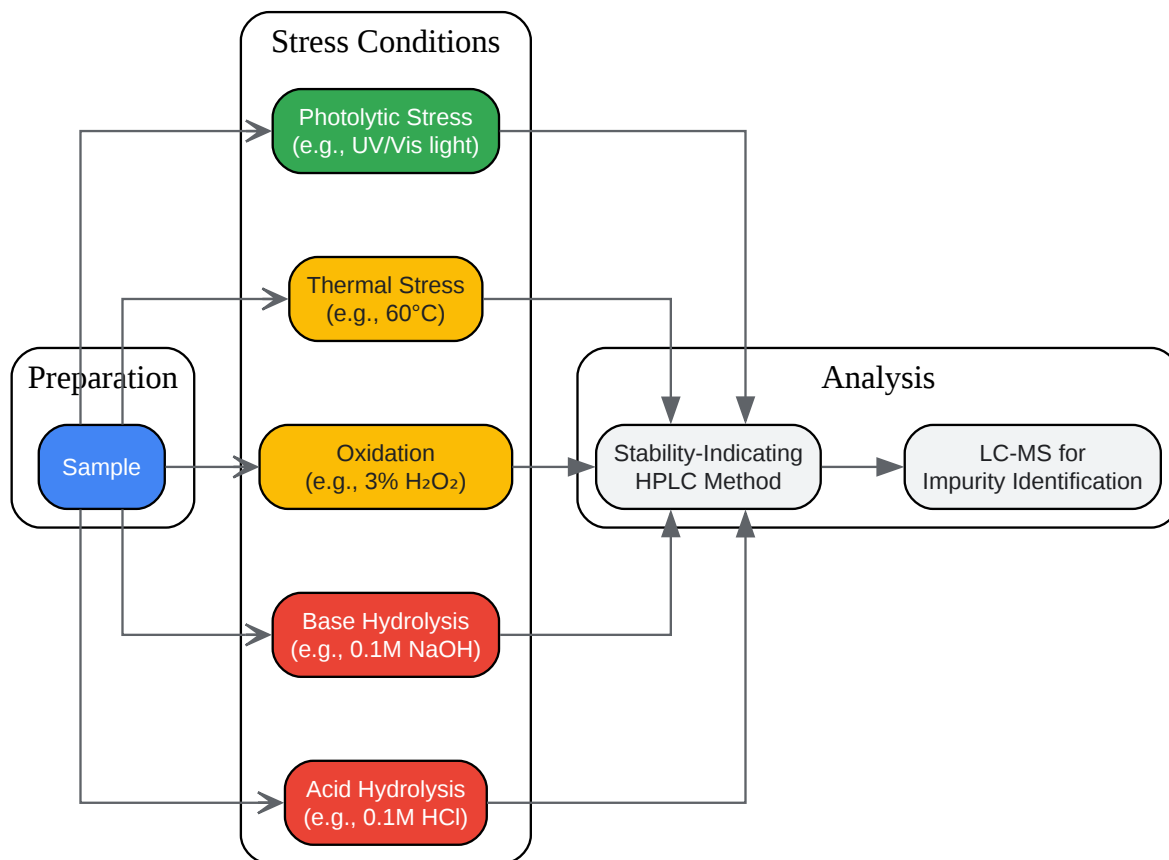 Stress Conditions
Photolytic Stress
(e.g., UV/Vis light)
Thermal Stress
(e.g., 60°C)
Preparation
Sample
Oxidation
(e.g., 3% H₂O₂)
Analysis
Stability-Indicating
HPLC Method
LC-MS for
Impurity Identification
Base Hydrolysis
(e.g., 0.1M NaOH)
Acid Hydrolysis
(e.g., 0.1M HCl)